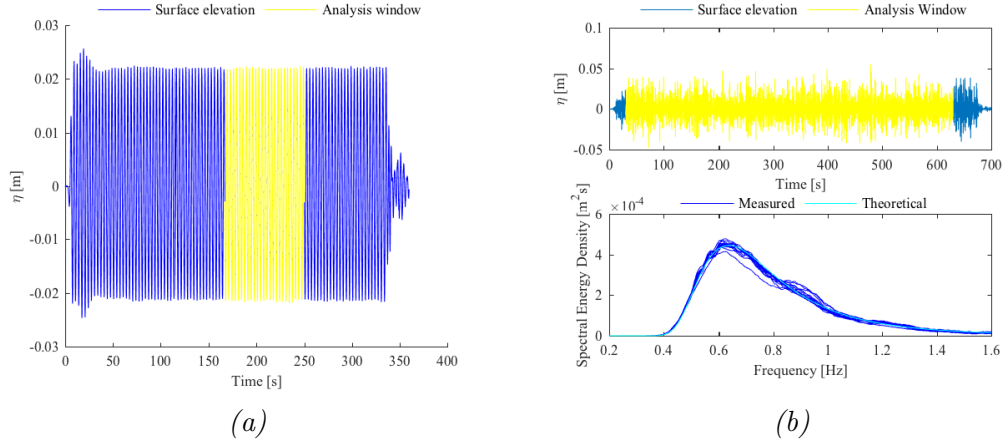 Surface elevation Analysis Window
0.03
0.02
0.01
0
-0.01
-0.02
-0.03
η [m]
0 50 100 150 200 250 300 350 400
Time [s]
(a)
Surface elevation Analysis Window
0.1
0.05
0
-0.05
η [m]
0 100 200 300 400 500 600 700
Time [s]
×10⁻⁴
Measured Theoretical
6
4
2
0
Spectral Energy Density [m²s]
0.2 0.4 0.6 0.8 1 1.2 1.4 1.6
Frequency [Hz]
(b)